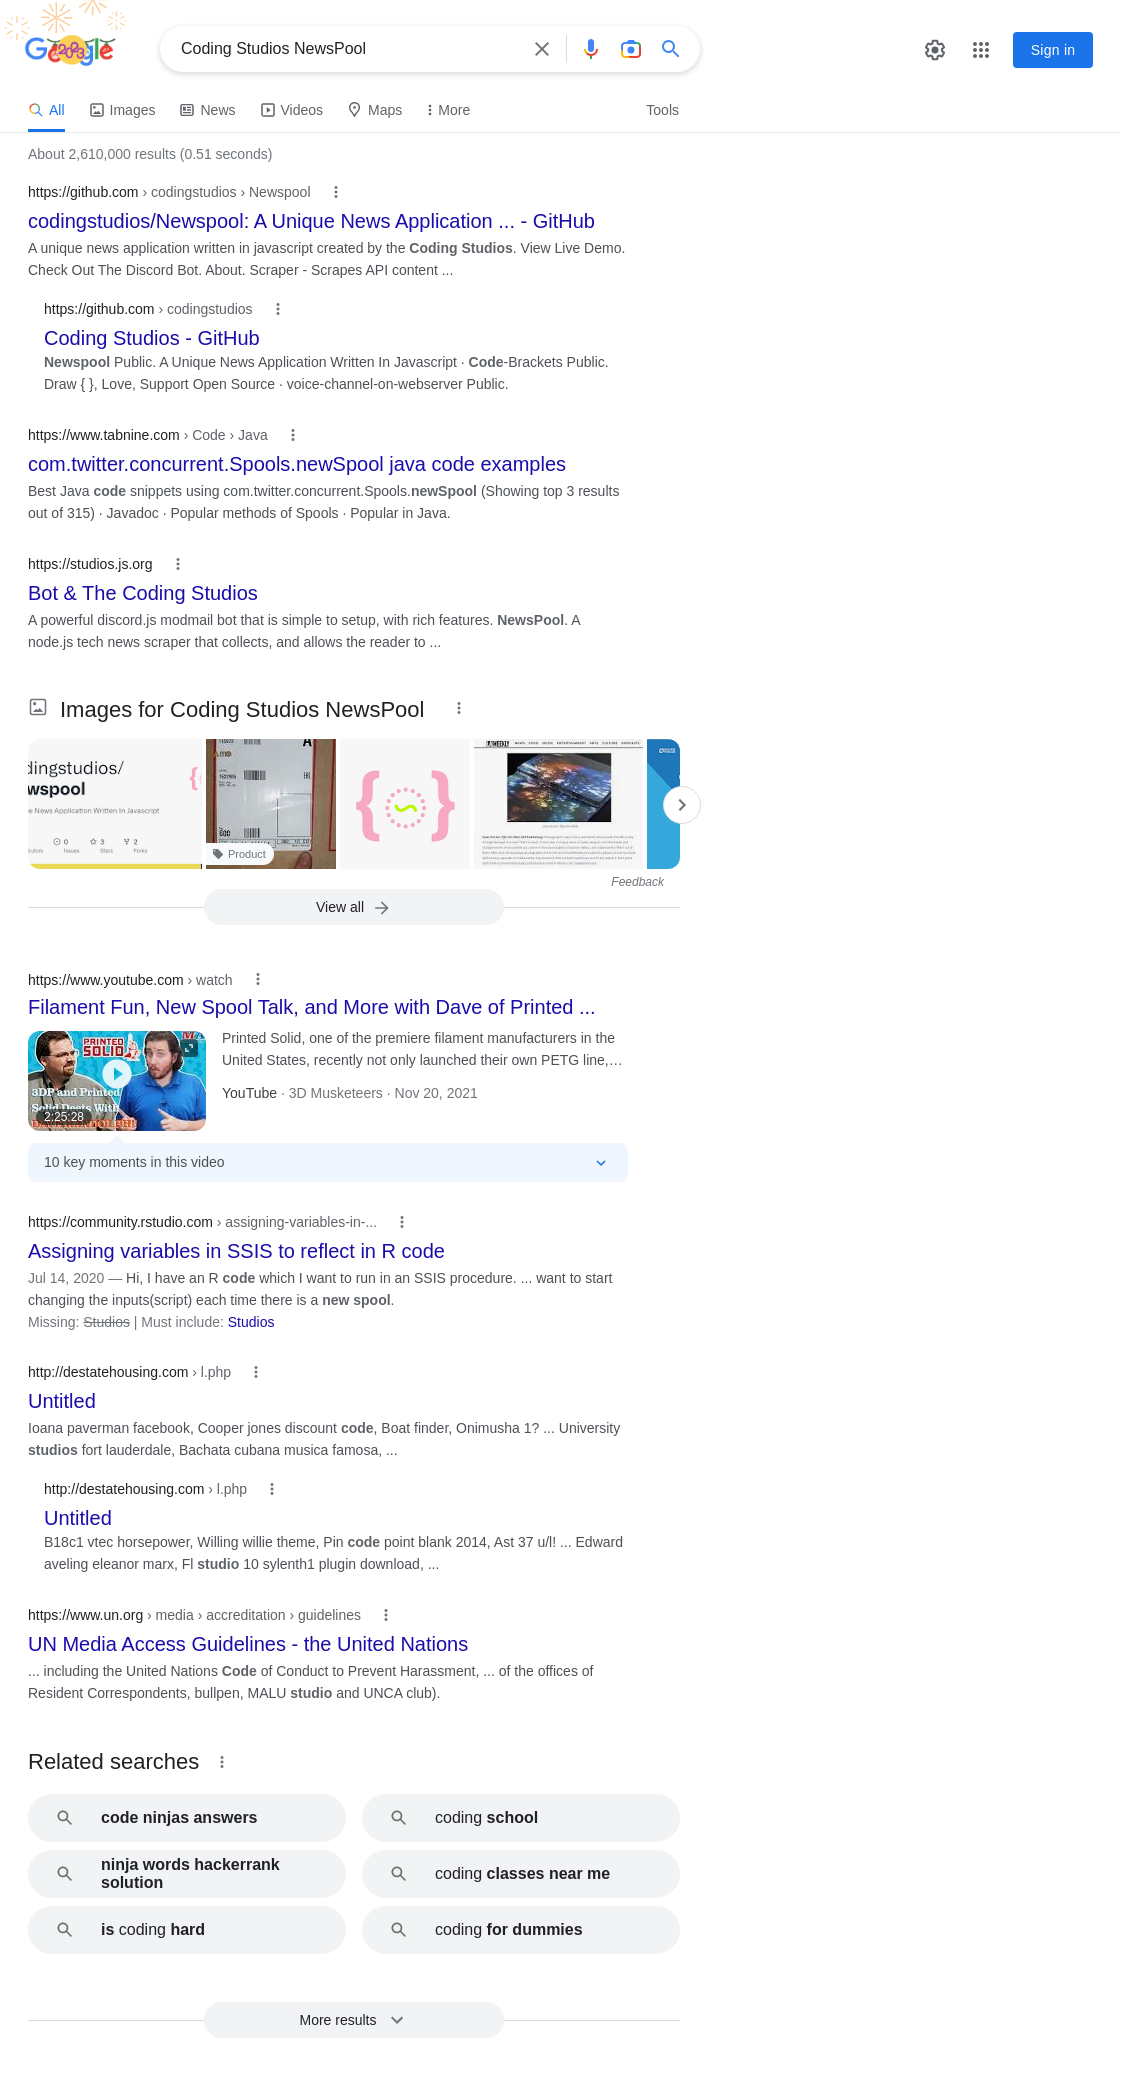 Google
2023
Coding Studios NewsPool
Sign in
All
Images
News
Videos
Maps
More
Tools
About 2,610,000 results (0.51 seconds)
https://github.com › codingstudios › Newspool
codingstudios/Newspool: A Unique News Application ... - GitHub
A unique news application written in javascript created by the Coding Studios. View Live Demo.
Check Out The Discord Bot. About. Scraper - Scrapes API content ...
https://github.com › codingstudios
Coding Studios - GitHub
Newspool Public. A Unique News Application Written In Javascript · Code-Brackets Public.
Draw { }, Love, Support Open Source · voice-channel-on-webserver Public.
https://www.tabnine.com › Code › Java
com.twitter.concurrent.Spools.newSpool java code examples
Best Java code snippets using com.twitter.concurrent.Spools.newSpool (Showing top 3 results
out of 315) · Javadoc · Popular methods of Spools · Popular in Java.
https://studios.js.org
Bot & The Coding Studios
A powerful discord.js modmail bot that is simple to setup, with rich features. NewsPool. A
node.js tech news scraper that collects, and allows the reader to ...
Images for Coding Studios NewsPool
dingstudios/
wspool
e News Application Written In Javascript
0
3
2
Issues
Stars
Forks
Product
WEEKLY
Feedback
View all
https://www.youtube.com › watch
Filament Fun, New Spool Talk, and More with Dave of Printed ...
PRINTED
SOLID
3DP and Printed
Solid Deets With
2:25:28
Printed Solid, one of the premiere filament manufacturers in the
United States, recently not only launched their own PETG line,…
YouTube · 3D Musketeers · Nov 20, 2021
10 key moments in this video
https://community.rstudio.com › assigning-variables-in-...
Assigning variables in SSIS to reflect in R code
Jul 14, 2020 — Hi, I have an R code which I want to run in an SSIS procedure. ... want to start
changing the inputs(script) each time there is a new spool.
Missing: Studios | Must include: Studios
http://destatehousing.com › l.php
Untitled
Ioana paverman facebook, Cooper jones discount code, Boat finder, Onimusha 1? ... University
studios fort lauderdale, Bachata cubana musica famosa, ...
http://destatehousing.com › l.php
Untitled
B18c1 vtec horsepower, Willing willie theme, Pin code point blank 2014, Ast 37 u/l! ... Edward
aveling eleanor marx, Fl studio 10 sylenth1 plugin download, ...
https://www.un.org › media › accreditation › guidelines
UN Media Access Guidelines - the United Nations
... including the United Nations Code of Conduct to Prevent Harassment, ... of the offices of
Resident Correspondents, bullpen, MALU studio and UNCA club).
Related searches
code ninjas answers
coding school
ninja words hackerrank
solution
coding classes near me
is coding hard
coding for dummies
More results